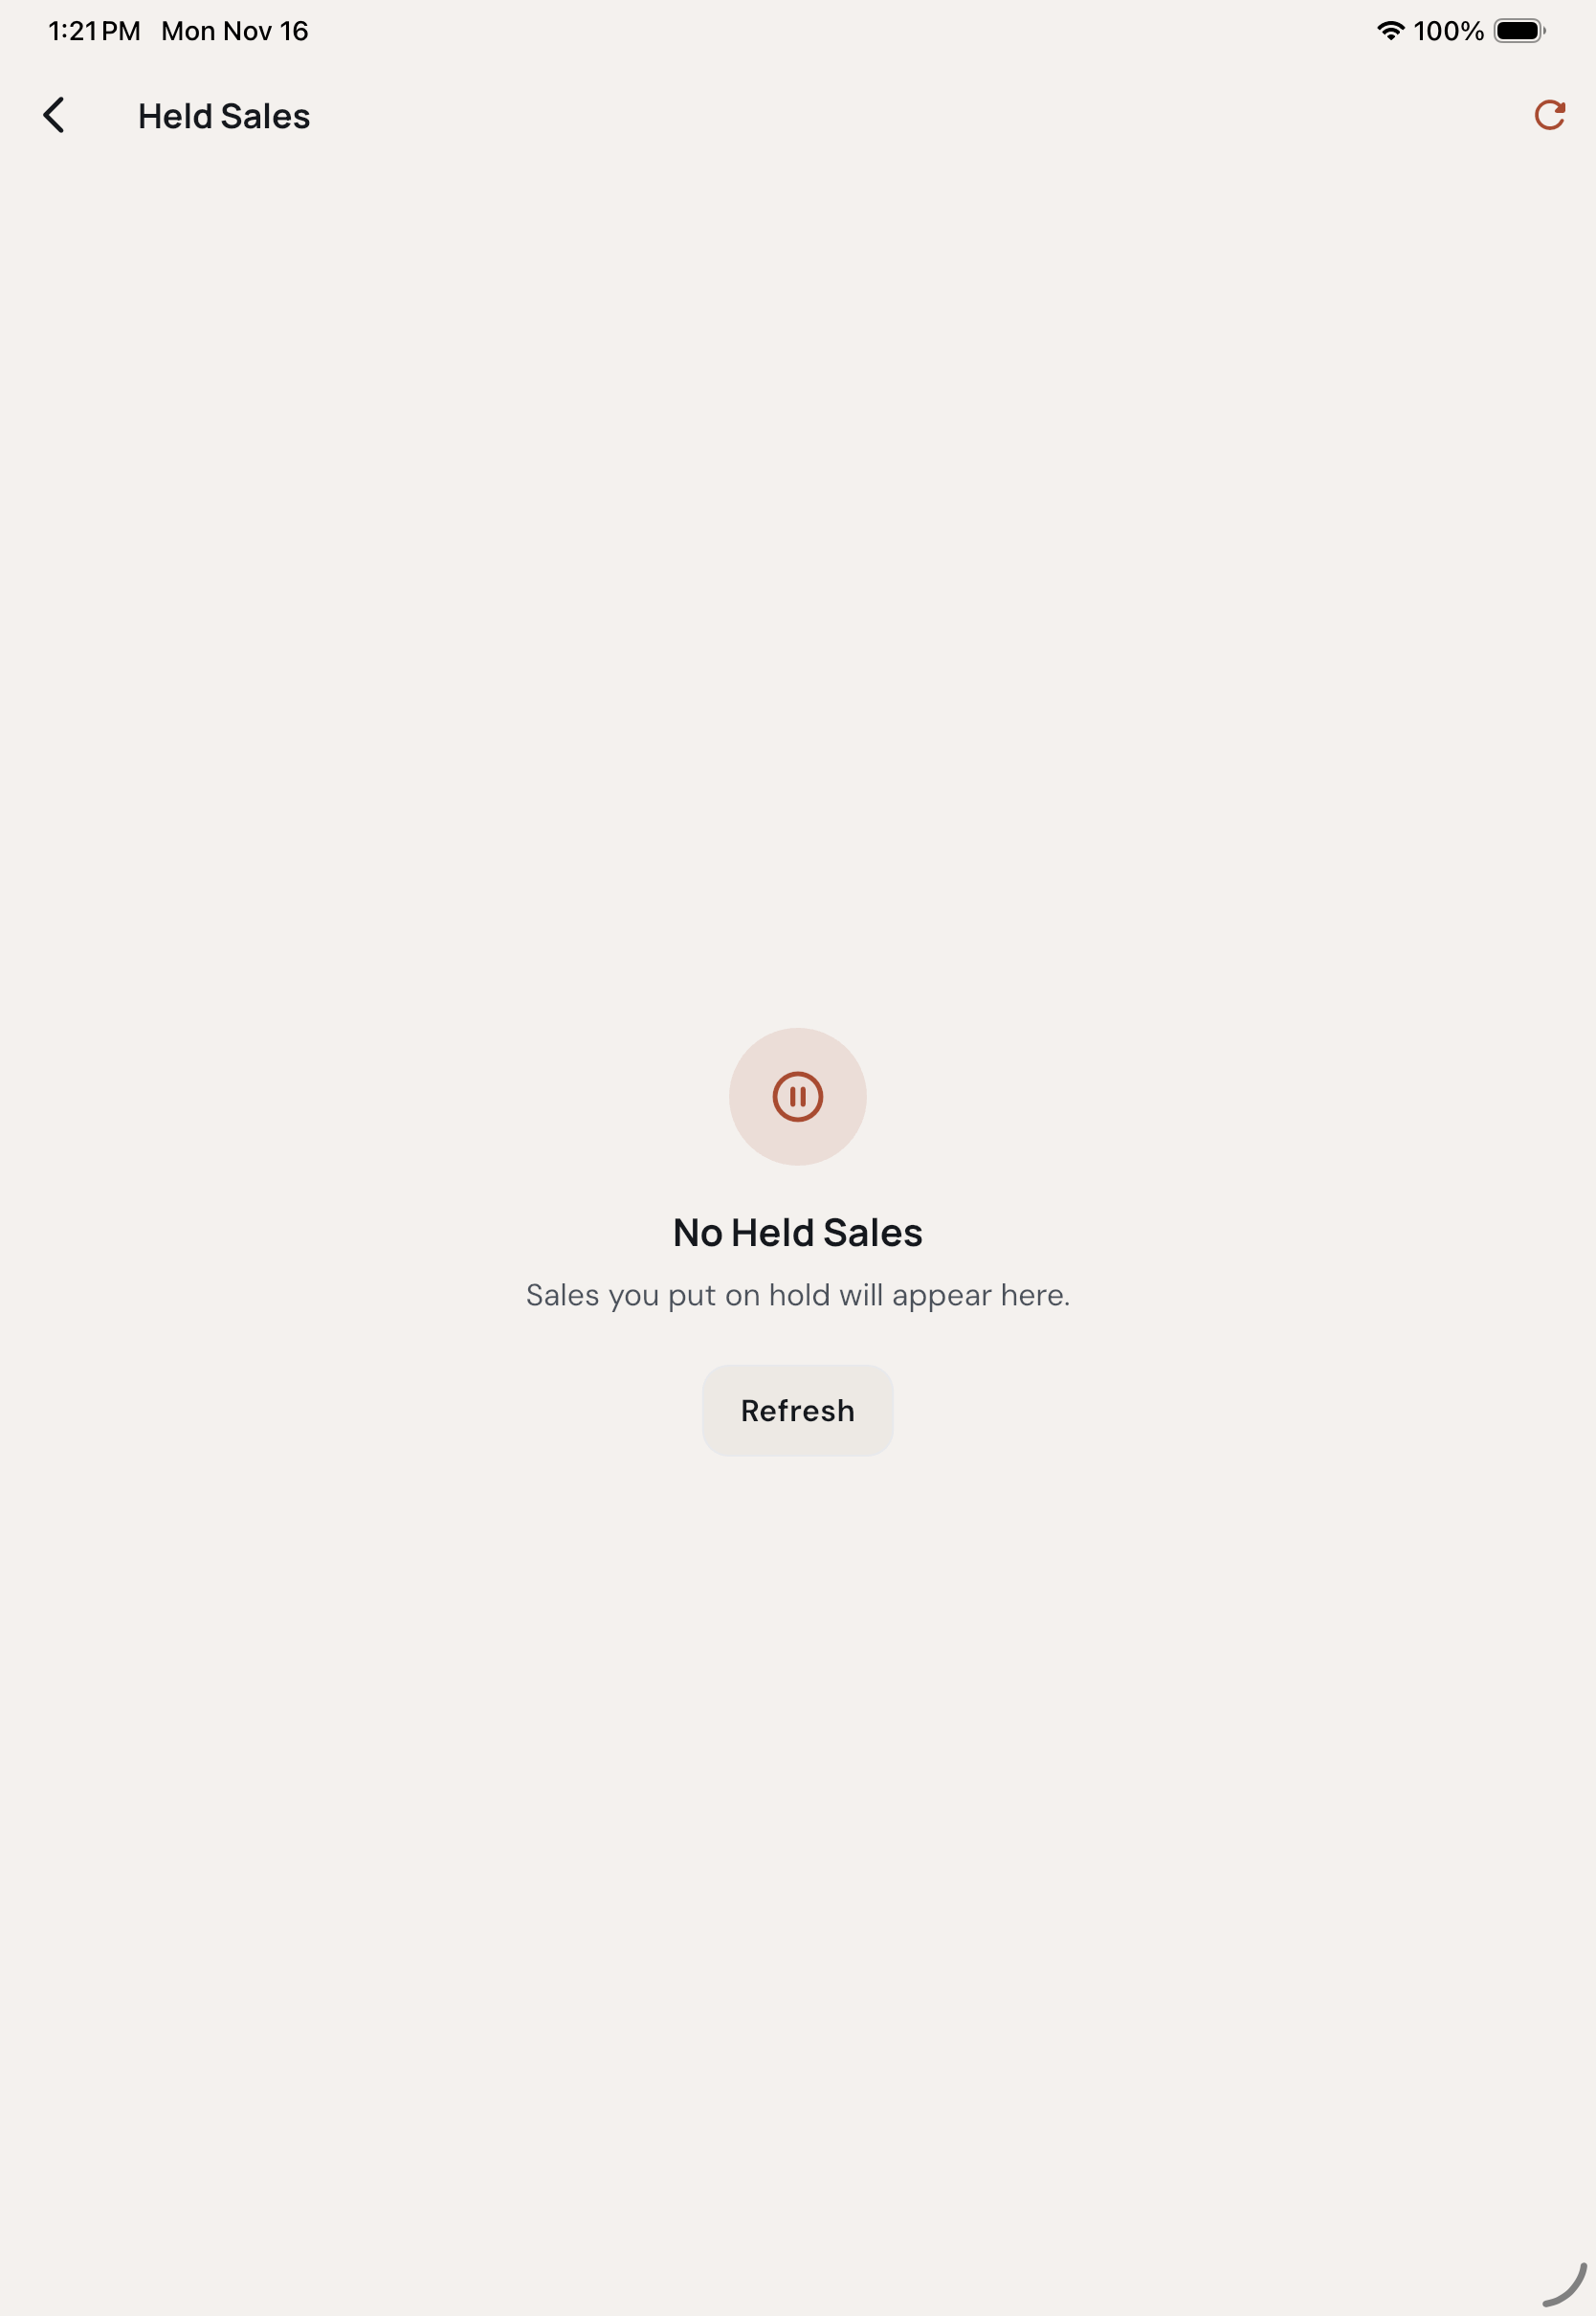 1:21 PM Mon Nov 16
100%
Held Sales
No Held Sales
Sales you put on hold will appear here.
Refresh